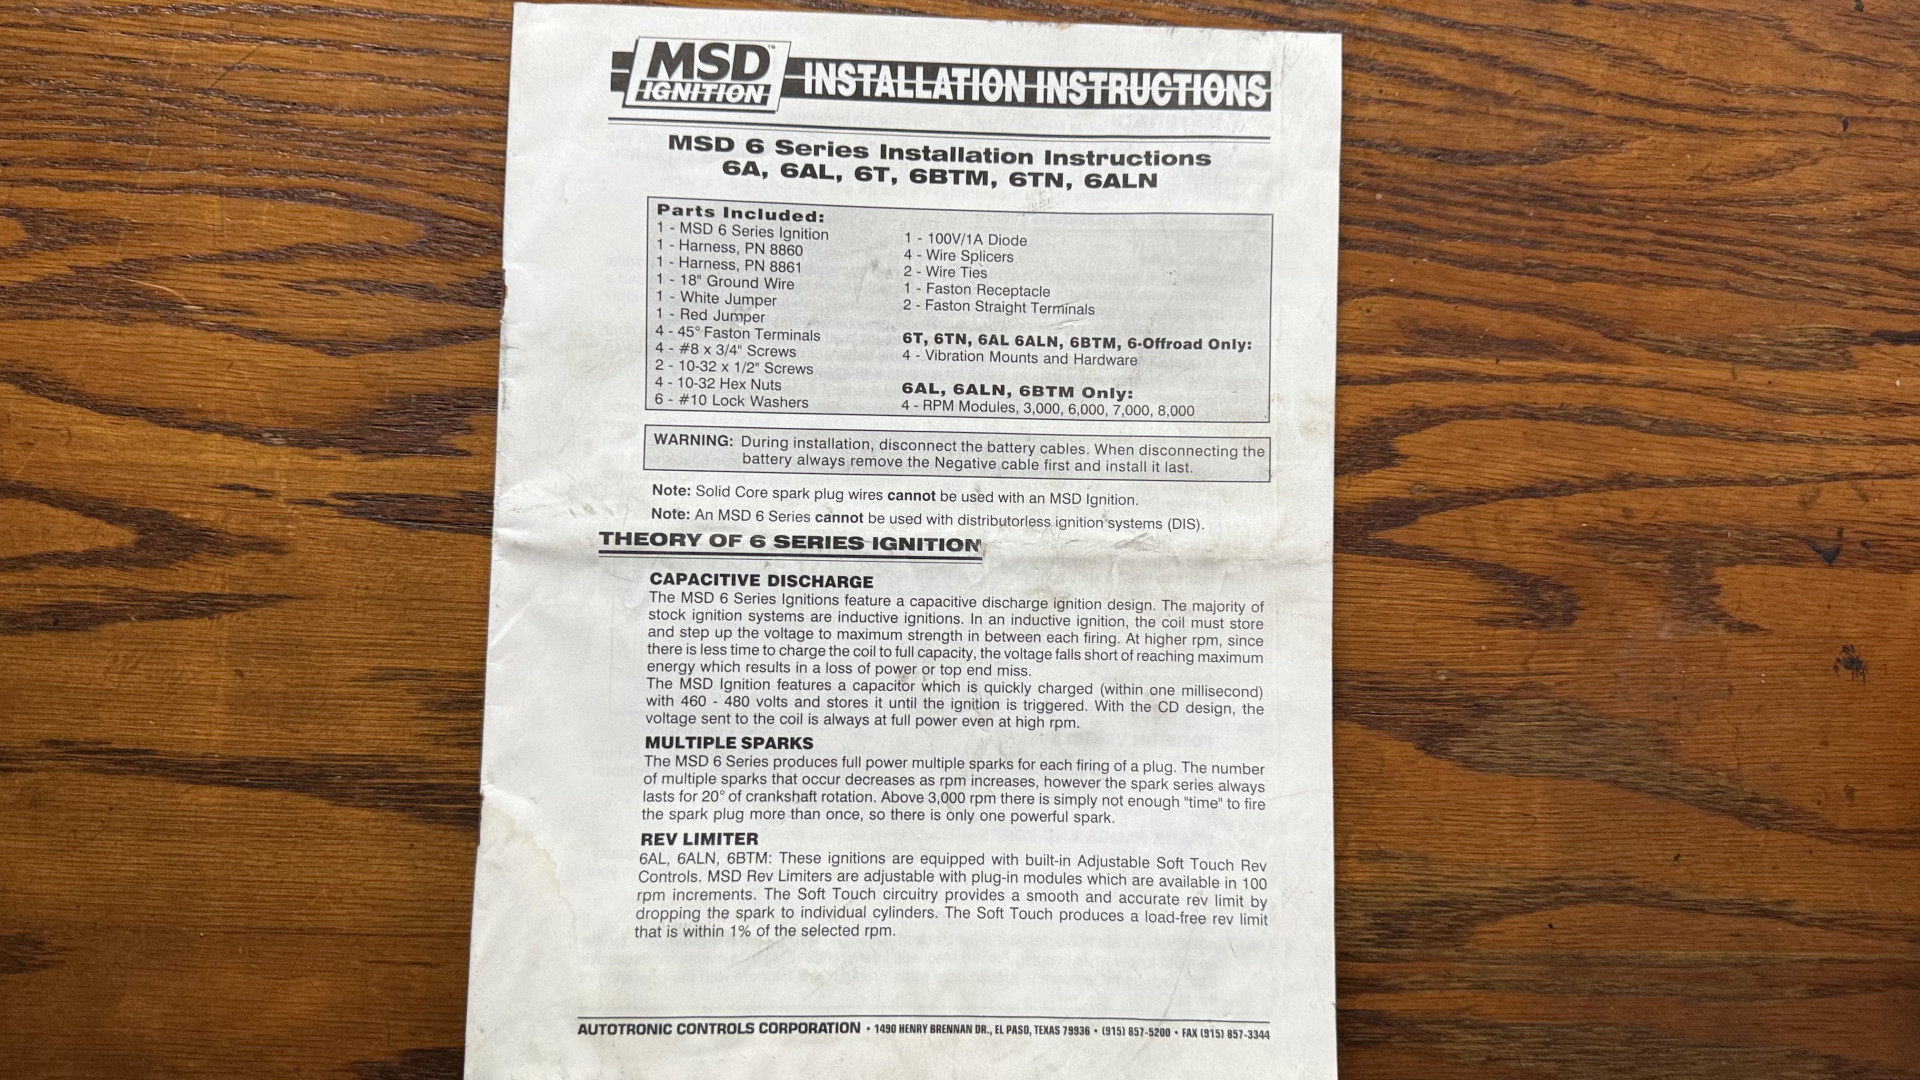 MSD™
IGNITION
INSTALLATION INSTRUCTIONS
MSD 6 Series Installation Instructions
6A, 6AL, 6T, 6BTM, 6TN, 6ALN
Parts Included:
1 - MSD 6 Series Ignition
1 - Harness, PN 8860
1 - Harness, PN 8861
1 - 18" Ground Wire
1 - White Jumper
1 - Red Jumper
4 - 45° Faston Terminals
4 - #8 x 3/4" Screws
2 - 10-32 x 1/2" Screws
4 - 10-32 Hex Nuts
6 - #10 Lock Washers
1 - 100V/1A Diode
4 - Wire Splicers
2 - Wire Ties
1 - Faston Receptacle
2 - Faston Straight Terminals
6T, 6TN, 6AL 6ALN, 6BTM, 6-Offroad Only:
4 - Vibration Mounts and Hardware
6AL, 6ALN, 6BTM Only:
4 - RPM Modules, 3,000, 6,000, 7,000, 8,000
WARNING: During installation, disconnect the battery cables. When disconnecting the
battery always remove the Negative cable first and install it last.
Note: Solid Core spark plug wires cannot be used with an MSD Ignition.
Note: An MSD 6 Series cannot be used with distributorless ignition systems (DIS).
THEORY OF 6 SERIES IGNITION
CAPACITIVE DISCHARGE
The MSD 6 Series Ignitions feature a capacitive discharge ignition design. The majority of
stock ignition systems are inductive ignitions. In an inductive ignition, the coil must store
and step up the voltage to maximum strength in between each firing. At higher rpm, since
there is less time to charge the coil to full capacity, the voltage falls short of reaching maximum
energy which results in a loss of power or top end miss.
The MSD Ignition features a capacitor which is quickly charged (within one millisecond)
with 460 - 480 volts and stores it until the ignition is triggered. With the CD design, the
voltage sent to the coil is always at full power even at high rpm.
MULTIPLE SPARKS
The MSD 6 Series produces full power multiple sparks for each firing of a plug. The number
of multiple sparks that occur decreases as rpm increases, however the spark series always
lasts for 20° of crankshaft rotation. Above 3,000 rpm there is simply not enough "time" to fire
the spark plug more than once, so there is only one powerful spark.
REV LIMITER
6AL, 6ALN, 6BTM: These ignitions are equipped with built-in Adjustable Soft Touch Rev
Controls. MSD Rev Limiters are adjustable with plug-in modules which are available in 100
rpm increments. The Soft Touch circuitry provides a smooth and accurate rev limit by
dropping the spark to individual cylinders. The Soft Touch produces a load-free rev limit
that is within 1% of the selected rpm.
AUTOTRONIC CONTROLS CORPORATION • 1490 HENRY BRENNAN DR., EL PASO, TEXAS 79936 • (915) 857-5200 • FAX (915) 857-3344